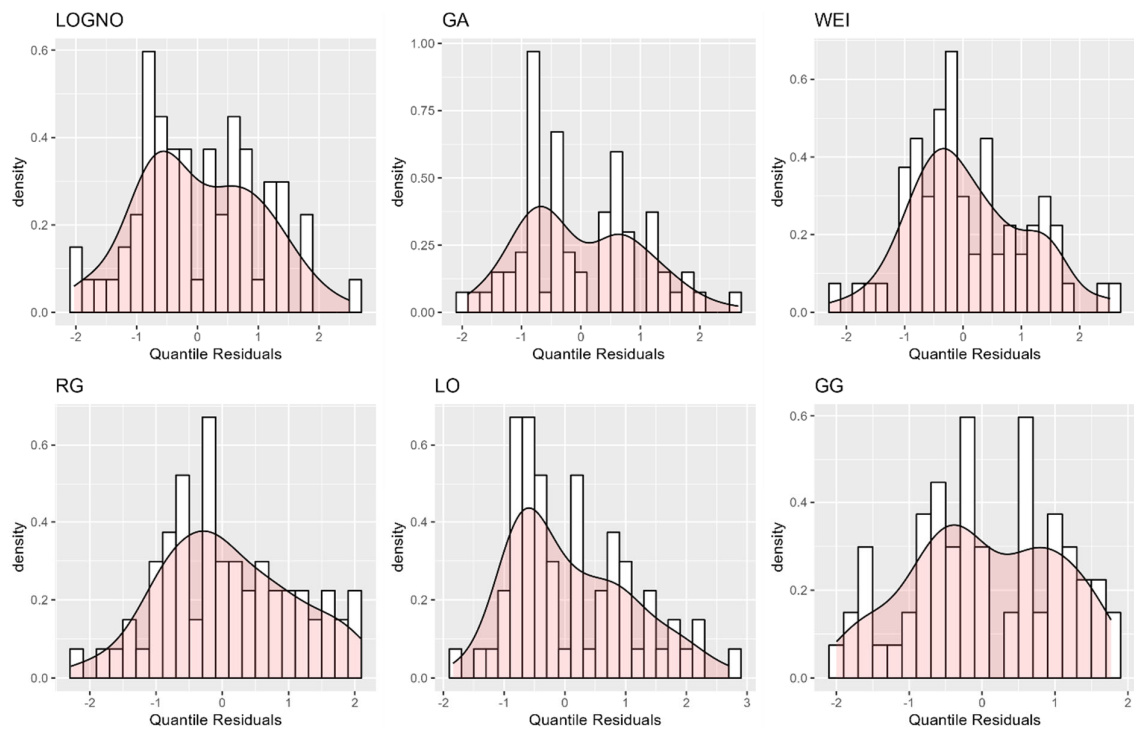 LOGNO
0.6
0.4
0.2
0.0
density
-2 -1 0 1 2
Quantile Residuals
GA
1.00
0.75
0.50
0.25
0.00
density
-2 -1 0 1 2
Quantile Residuals
WEI
0.6
0.4
0.2
0.0
density
-2 -1 0 1 2
Quantile Residuals
RG
0.6
0.4
0.2
0.0
density
-2 -1 0 1 2
Quantile Residuals
LO
0.6
0.4
0.2
0.0
density
-2 -1 0 1 2 3
Quantile Residuals
GG
0.6
0.4
0.2
0.0
density
-2 -1 0 1 2
Quantile Residuals